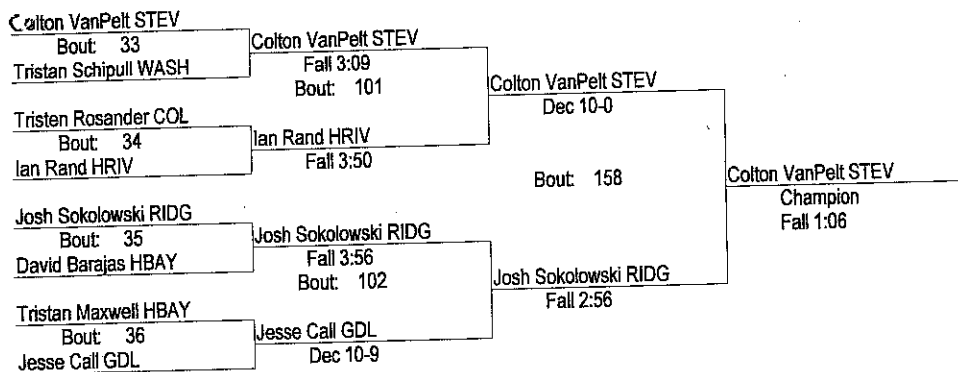 Colton VanPelt STEV
Bout: 33
Tristan Schipull WASH
Tristen Rosander COL
Bout: 34
Ian Rand HRIV
Josh Sokolowski RIDG
Bout: 35
David Barajas HBAY
Tristan Maxwell HBAY
Bout: 36
Jesse Call GDL
Colton VanPelt STEV
Fall 3:09
Bout: 101
Ian Rand HRIV
Fall 3:50
Josh Sokolowski RIDG
Fall 3:56
Bout: 102
Jesse Call GDL
Dec 10-9
Colton VanPelt STEV
Dec 10-0
Bout: 158
Josh Sokolowski RIDG
Fall 2:56
Colton VanPelt STEV
Champion
Fall 1:06